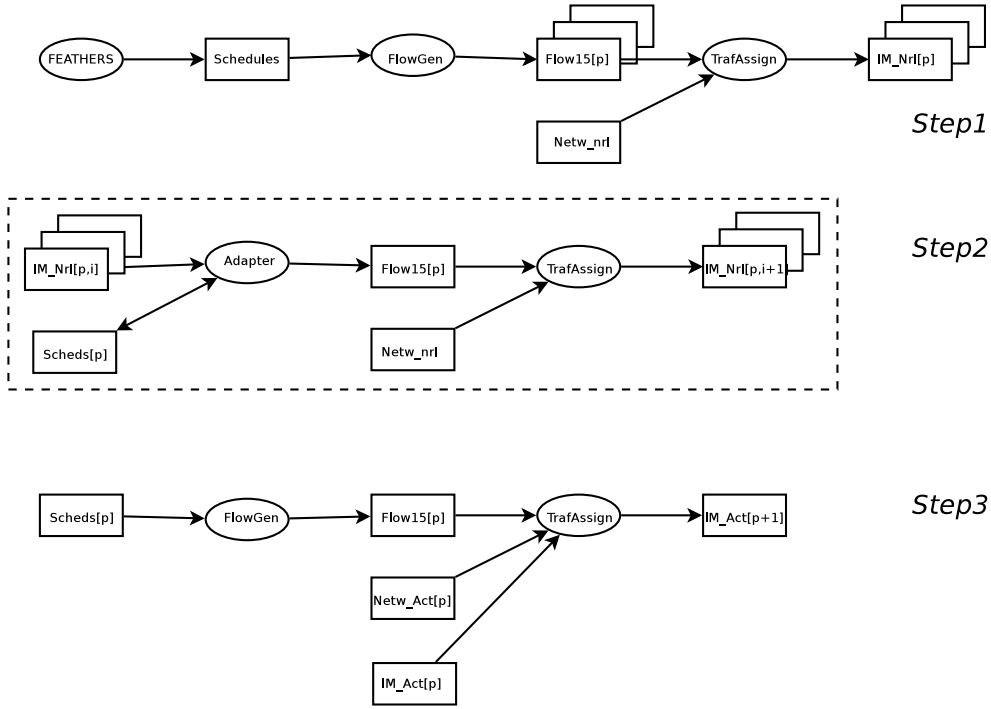 FEATHERS
Schedules
FlowGen
Flow15[p]
TrafAssign
IM_Nrl[p]
Netw_nrl
Step1
IM_Nrl[p,i]
Adapter
Flow15[p]
TrafAssign
IM_Nrl[p,i+1]
Step2
Scheds[p]
Netw_nrl
Scheds[p]
FlowGen
Flow15[p]
TrafAssign
IM_Act[p+1]
Step3
Netw_Act[p]
IM_Act[p]